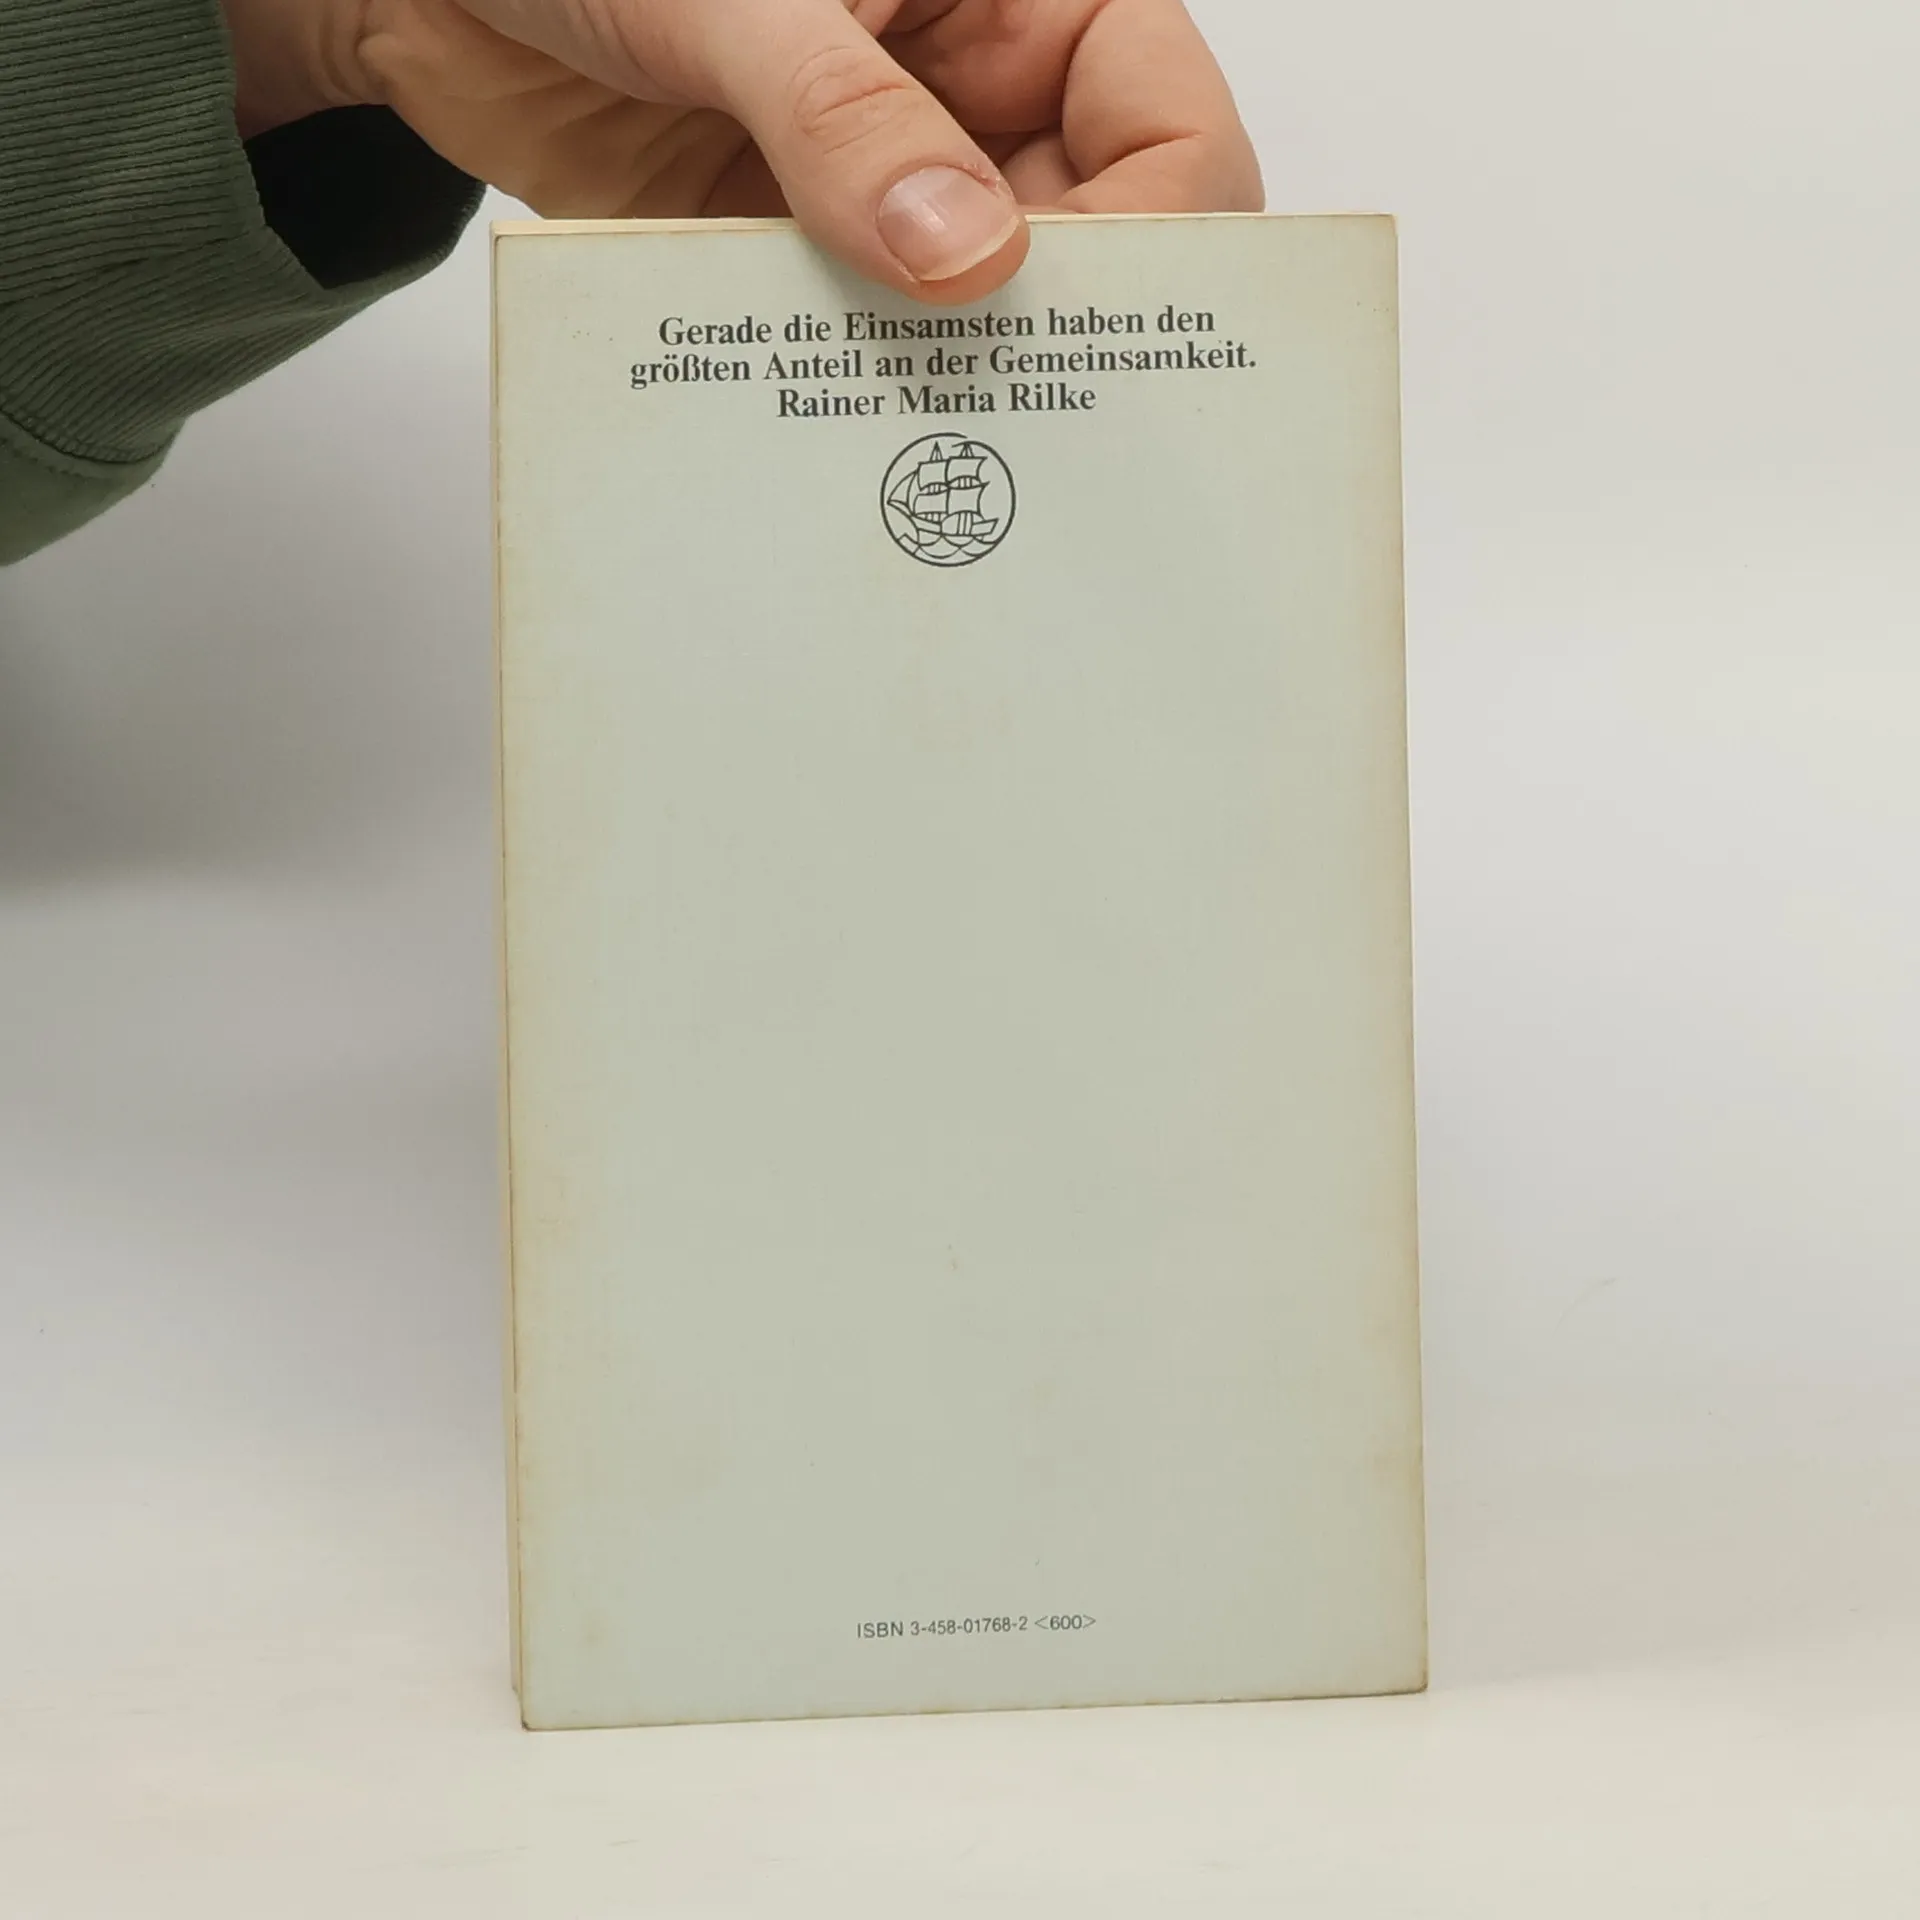 Gerade die Einsamsten haben den
größten Anteil an der Gemeinsamkeit.
Rainer Maria Rilke
ISBN 3-458-01768-2 <600>